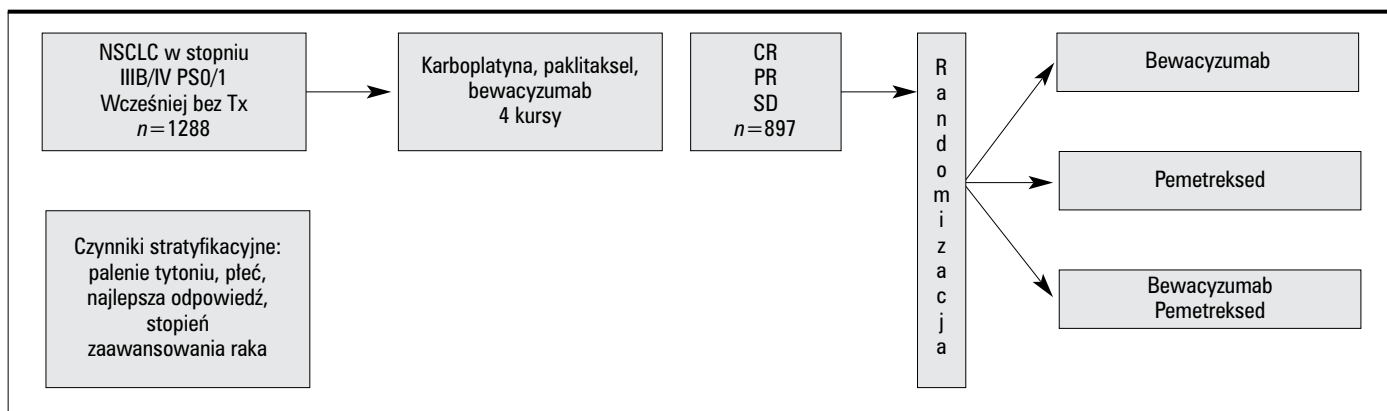 NSCLC w stopniu
IIIB/IV PS0/1
Wcześniej bez Tx
n=1288
Karboplatyna, paklitaksel,
bewacyzumab
4 kursy
CR
PR
SD
n=897
R
a
n
d
o
m
i
z
a
c
j
a
Bewacyzumab
Pemetreksed
Bewacyzumab
Pemetreksed
Czynniki stratyfikacyjne:
palenie tytoniu, płeć,
najlepsza odpowiedź,
stopień
zaawansowania raka